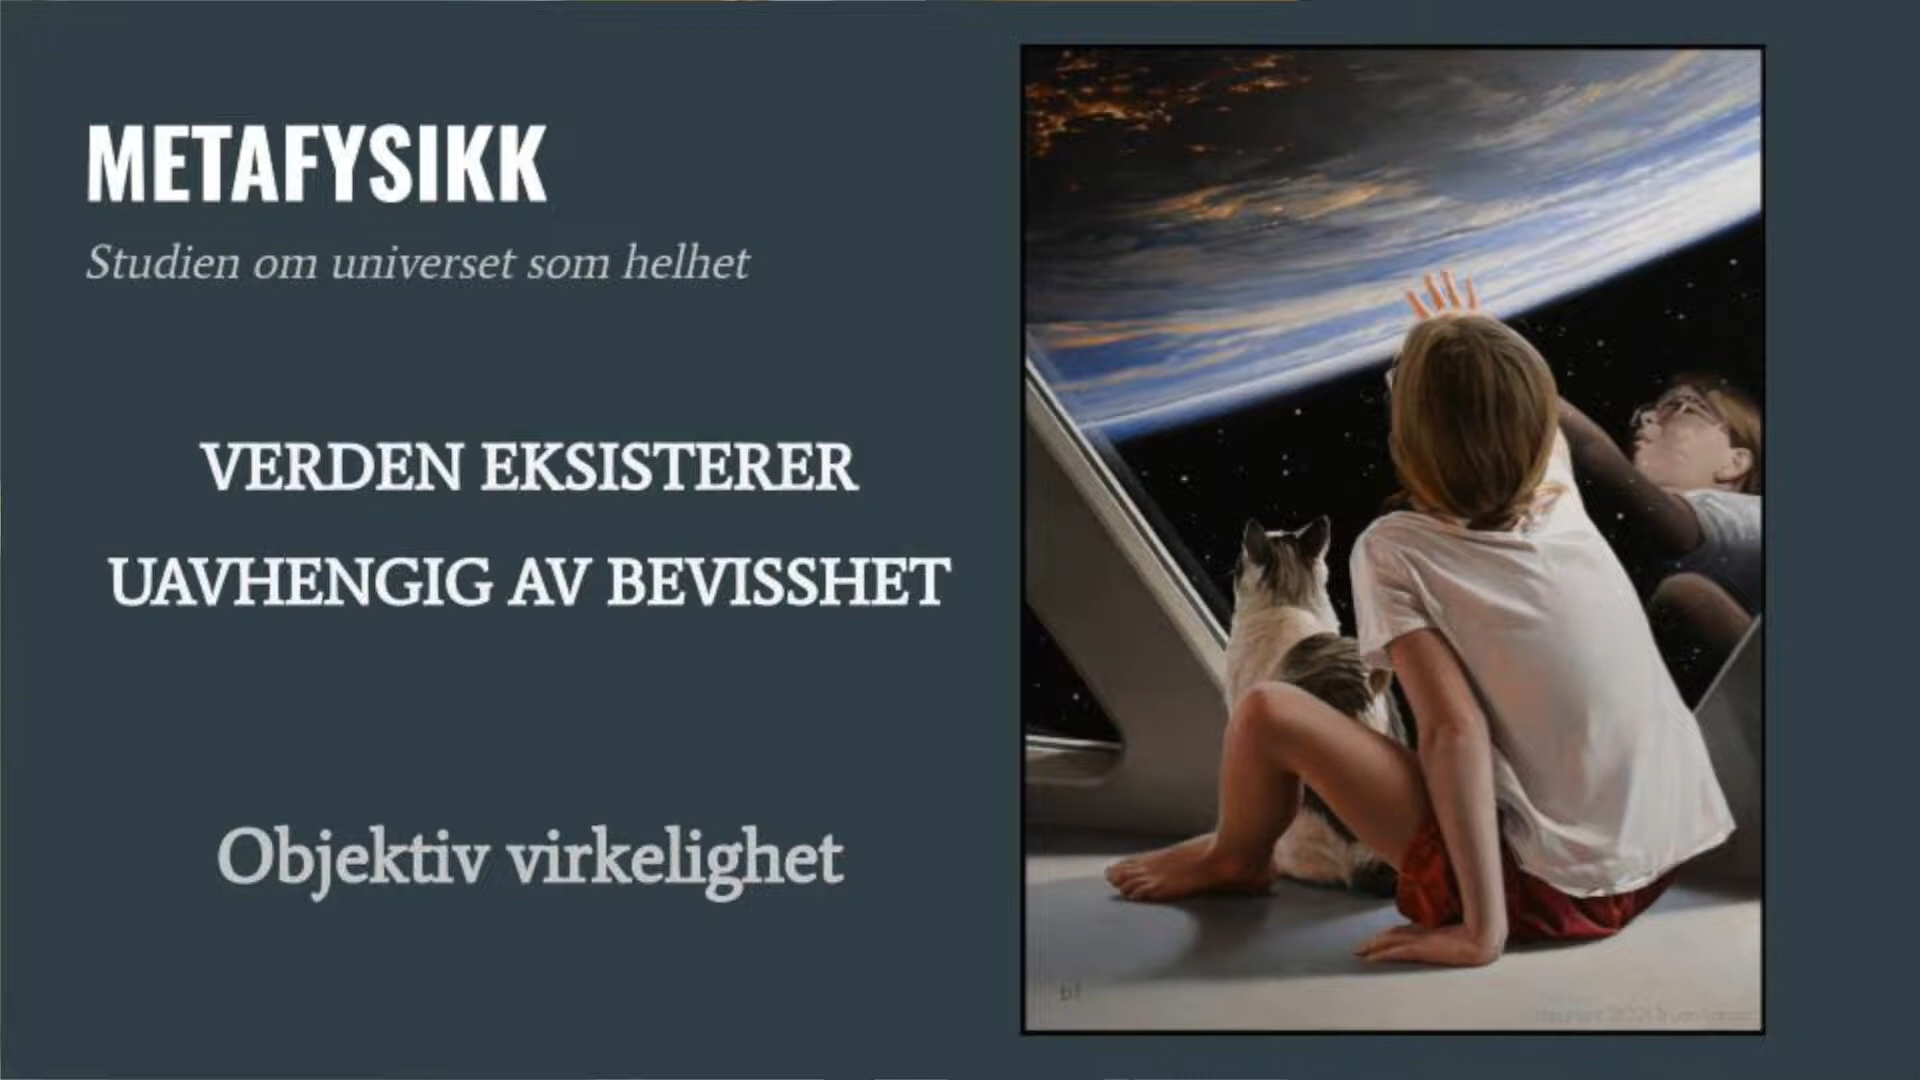 METAFYSIKK
Studien om universet som helhet
VERDEN EKSISTERER
UAVHENGIG AV BEVISSHET
Objektiv virkelighet